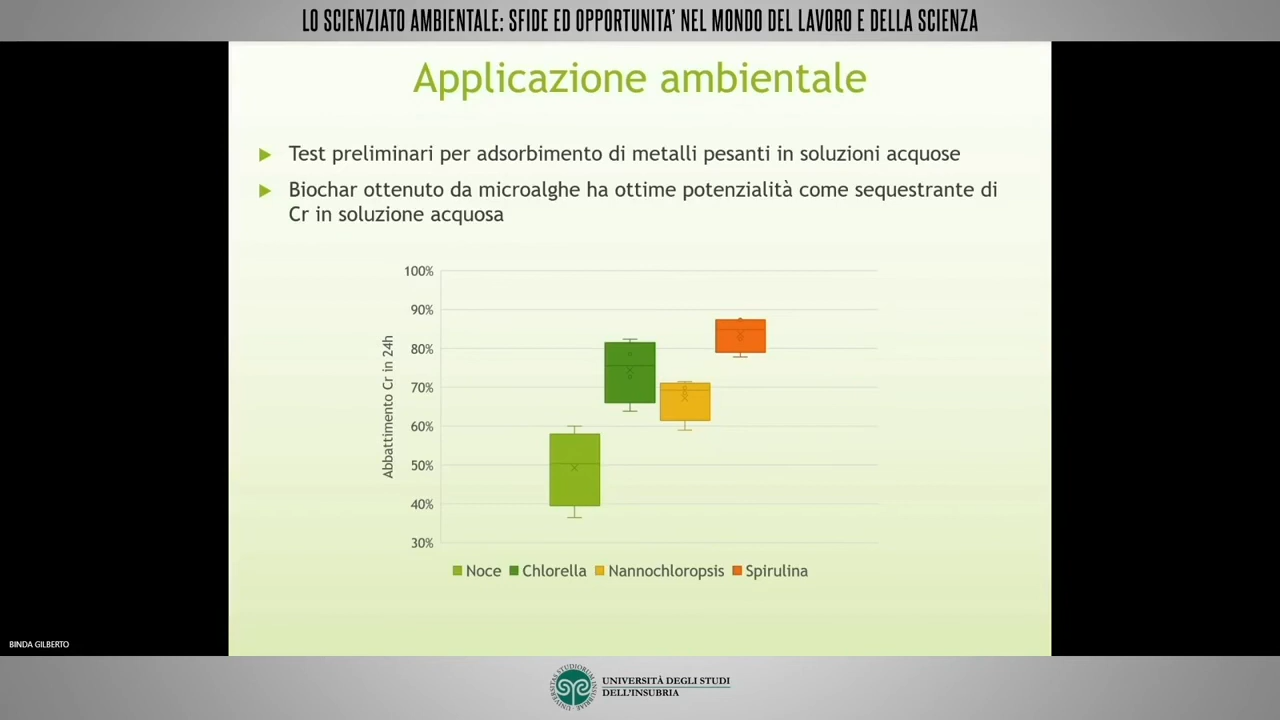 LO SCIENZIATO AMBIENTALE: SFIDE ED OPPORTUNITA' NEL MONDO DEL LAVORO E DELLA SCIENZA
Applicazione ambientale
Test preliminari per adsorbimento di metalli pesanti in soluzioni acquose
Biochar ottenuto da microalghe ha ottime potenzialità come sequestrante di
Cr in soluzione acquosa
Abbattimento Cr in 24h
100%
90%
80%
70%
60%
50%
40%
30%
Noce Chlorella Nannochloropsis Spirulina
BINDA GILBERTO
UNIVERSITÀ DEGLI STUDI
DELL'INSUBRIA